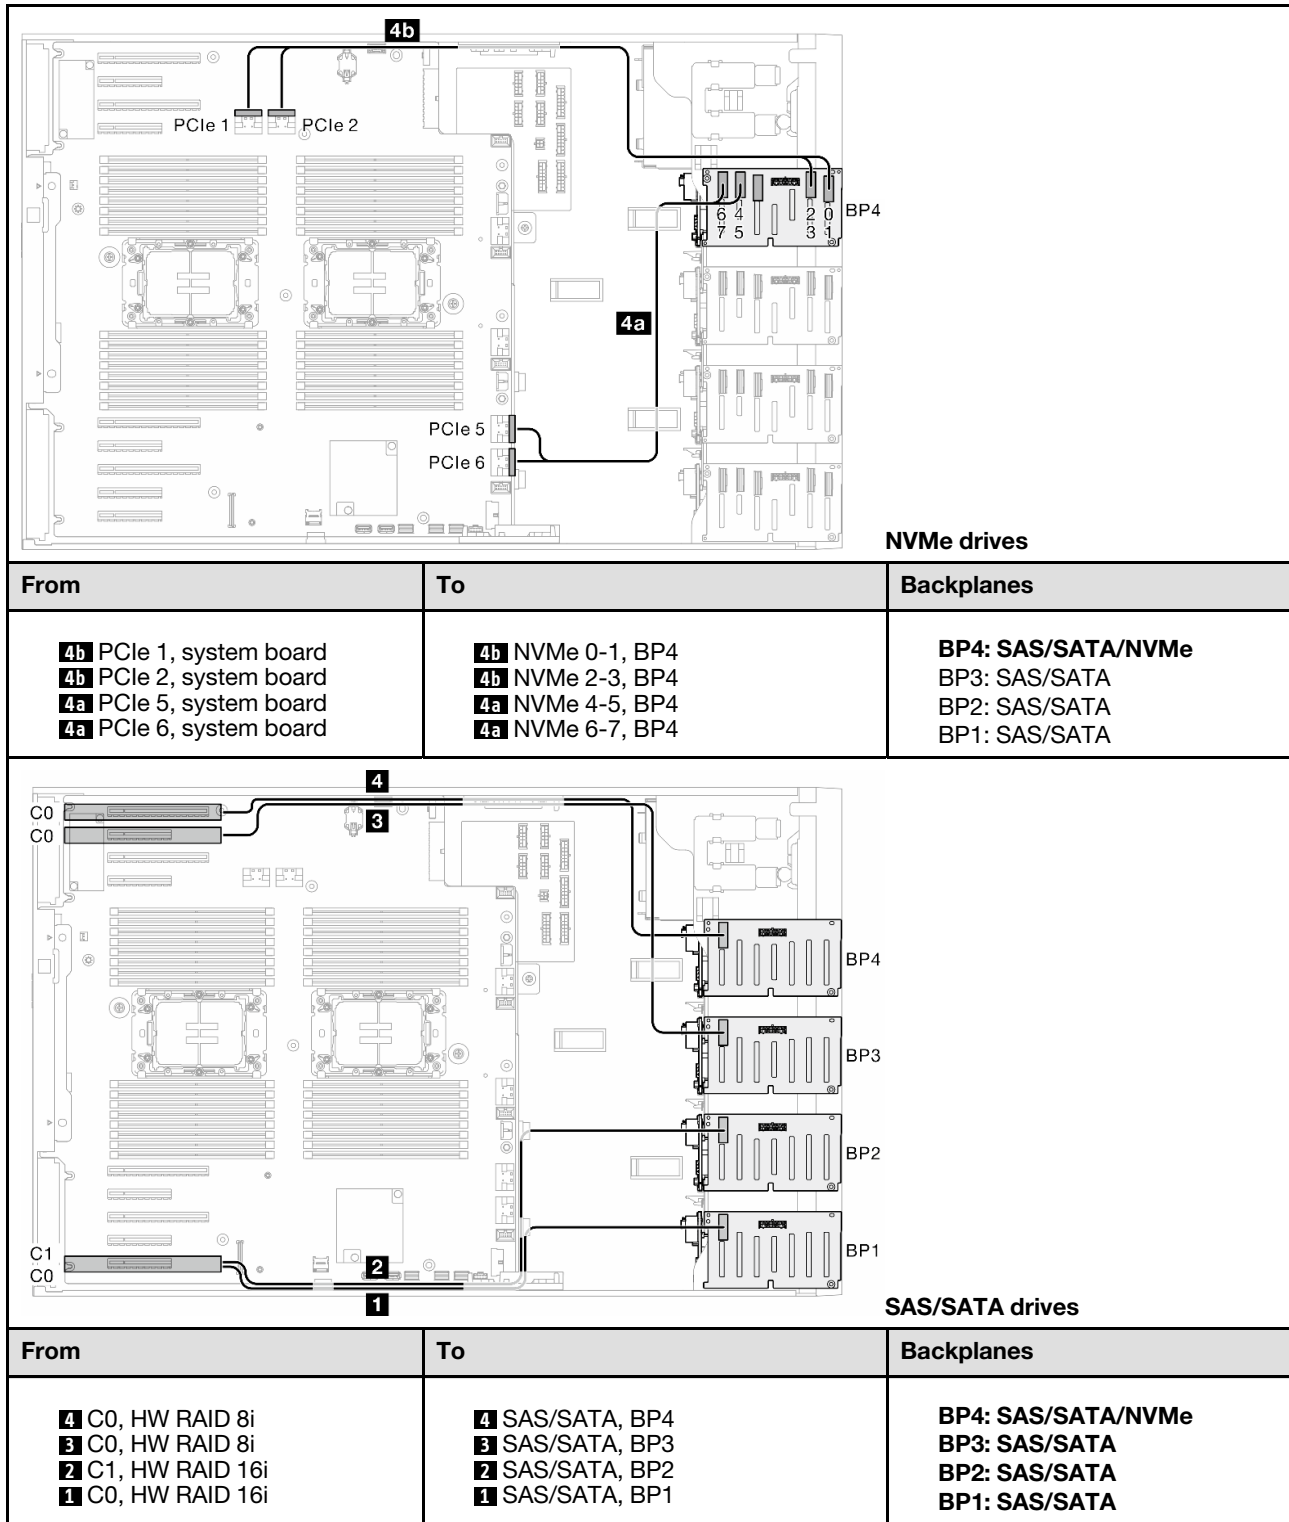 4b
PCIe 1
PCIe 2
6 4 2 0
7 5 3 1
BP4
4a
PCIe 5
PCIe 6
NVMe drives
From To Backplanes
4b PCIe 1, system board
4b PCIe 2, system board
4a PCIe 5, system board
4a PCIe 6, system board
4b NVMe 0-1, BP4
4b NVMe 2-3, BP4
4a NVMe 4-5, BP4
4a NVMe 6-7, BP4
BP4: SAS/SATA/NVMe
BP3: SAS/SATA
BP2: SAS/SATA
BP1: SAS/SATA
4
C0
3
C0
BP4
BP3
BP2
BP1
C1
C0
2
1
SAS/SATA drives
From To Backplanes
4 C0, HW RAID 8i
3 C0, HW RAID 8i
2 C1, HW RAID 16i
1 C0, HW RAID 16i
4 SAS/SATA, BP4
3 SAS/SATA, BP3
2 SAS/SATA, BP2
1 SAS/SATA, BP1
BP4: SAS/SATA/NVMe
BP3: SAS/SATA
BP2: SAS/SATA
BP1: SAS/SATA